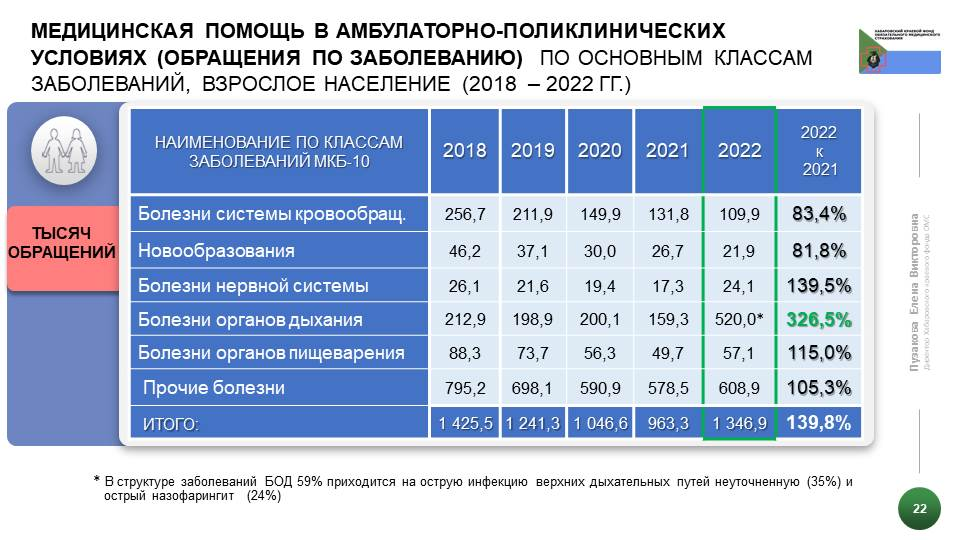 МЕДИЦИНСКАЯ ПОМОЩЬ В АМБУЛАТОРНО-ПОЛИКЛИНИЧЕСКИХ
УСЛОВИЯХ (ОБРАЩЕНИЯ ПО ЗАБОЛЕВАНИЮ) ПО ОСНОВНЫМ КЛАССАМ
ЗАБОЛЕВАНИЙ, ВЗРОСЛОЕ НАСЕЛЕНИЕ (2018 – 2022 ГГ.)
ХАБАРОВСКИЙ КРАЕВОЙ ФОНД
ОБЯЗАТЕЛЬНОГО МЕДИЦИНСКОГО
СТРАХОВАНИЯ
ТЫСЯЧ
ОБРАЩЕНИЙ
НАИМЕНОВАНИЕ ПО КЛАССАМ
ЗАБОЛЕВАНИЙ МКБ-10
2018 2019 2020 2021 2022
2022
к
2021
Болезни системы кровообращ. 256,7 211,9 149,9 131,8 109,9 83,4%
Новообразования 46,2 37,1 30,0 26,7 21,9 81,8%
Болезни нервной системы 26,1 21,6 19,4 17,3 24,1 139,5%
Болезни органов дыхания 212,9 198,9 200,1 159,3 520,0* 326,5%
Болезни органов пищеварения 88,3 73,7 56,3 49,7 57,1 115,0%
Прочие болезни 795,2 698,1 590,9 578,5 608,9 105,3%
ИТОГО: 1 425,5 1 241,3 1 046,6 963,3 1 346,9 139,8%
* В структуре заболеваний БОД 59% приходится на острую инфекцию верхних дыхательных путей неуточненную (35%) и
острый назофарингит (24%)
Пузакова Елена Викторовна
Директор Хабаровского краевого фонда ОМС
22